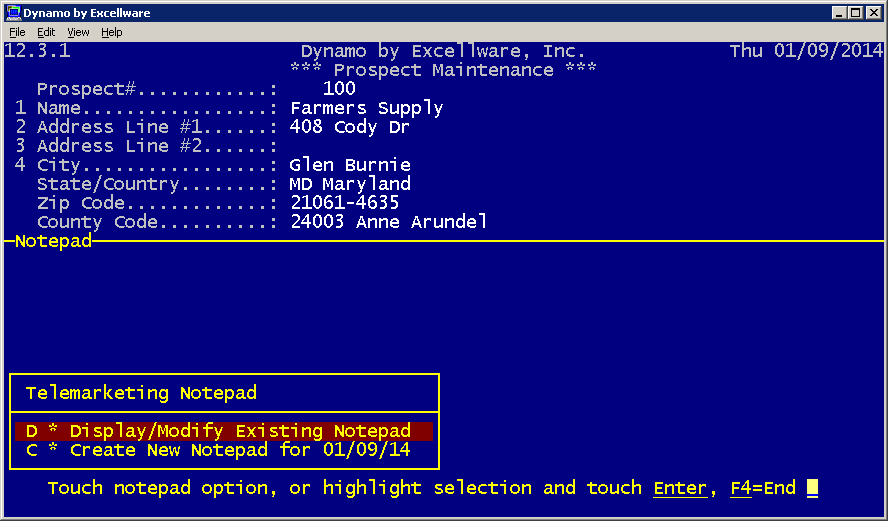 Dynamo by Excellware
File Edit View Help
12.3.1 Dynamo by Excellware, Inc. Thu 01/09/2014
*** Prospect Maintenance ***
Prospect#............: 100
1 Name.................: Farmers Supply
2 Address Line #1......: 408 Cody Dr
3 Address Line #2......:
4 City.................: Glen Burnie
State/Country........: MD Maryland
Zip Code.............: 21061-4635
County Code..........: 24003 Anne Arundel
Notepad
Telemarketing Notepad
D * Display/Modify Existing Notepad
C * Create New Notepad for 01/09/14
Touch notepad option, or highlight selection and touch Enter, F4=End